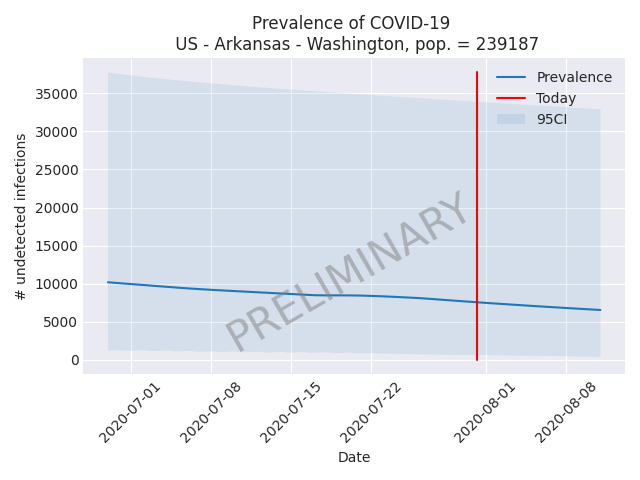 Prevalence of COVID-19
US - Arkansas - Washington, pop. = 239187
Prevalence
Today
95CI
35000
30000
25000
20000
15000
10000
5000
0
# undetected infections
PRELIMINARY
2020-07-01
2020-07-08
2020-07-15
2020-07-22
2020-08-01
2020-08-08
Date